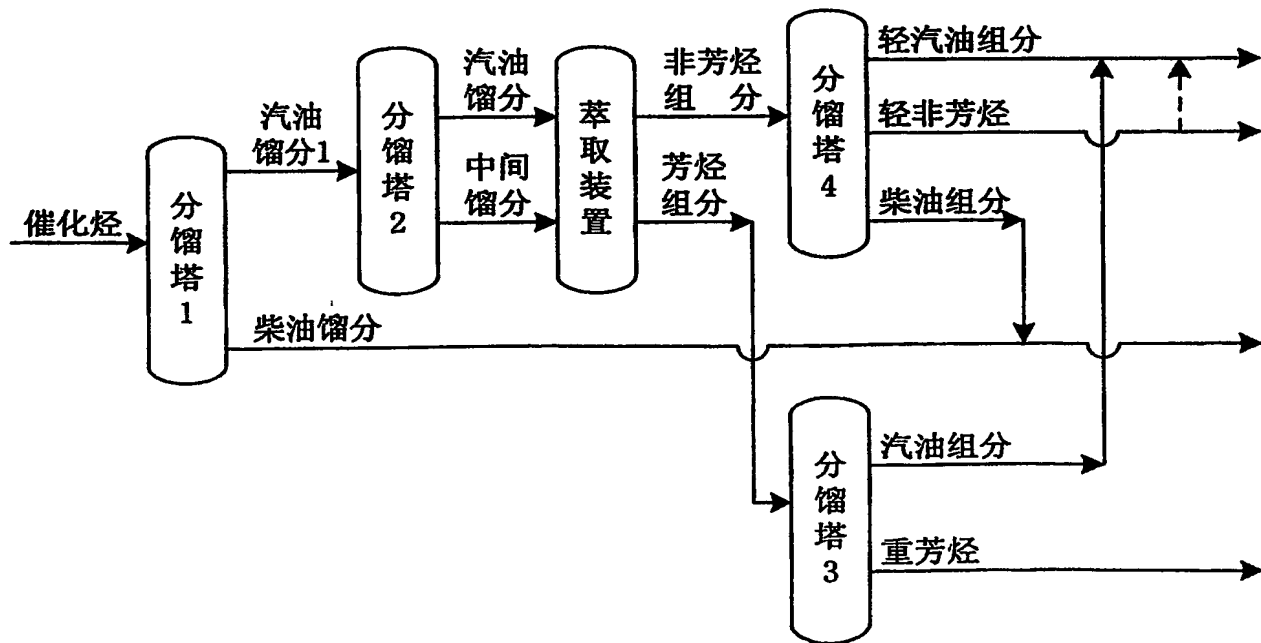 催化烃
分馏塔1
汽油
馏分1
柴油馏分
分馏塔2
汽油
馏分
中间
馏分
萃取装置
非芳烃
组 分
芳烃
组分
分馏塔4
轻汽油组分
轻非芳烃
柴油组分
分馏塔3
汽油组分
重芳烃